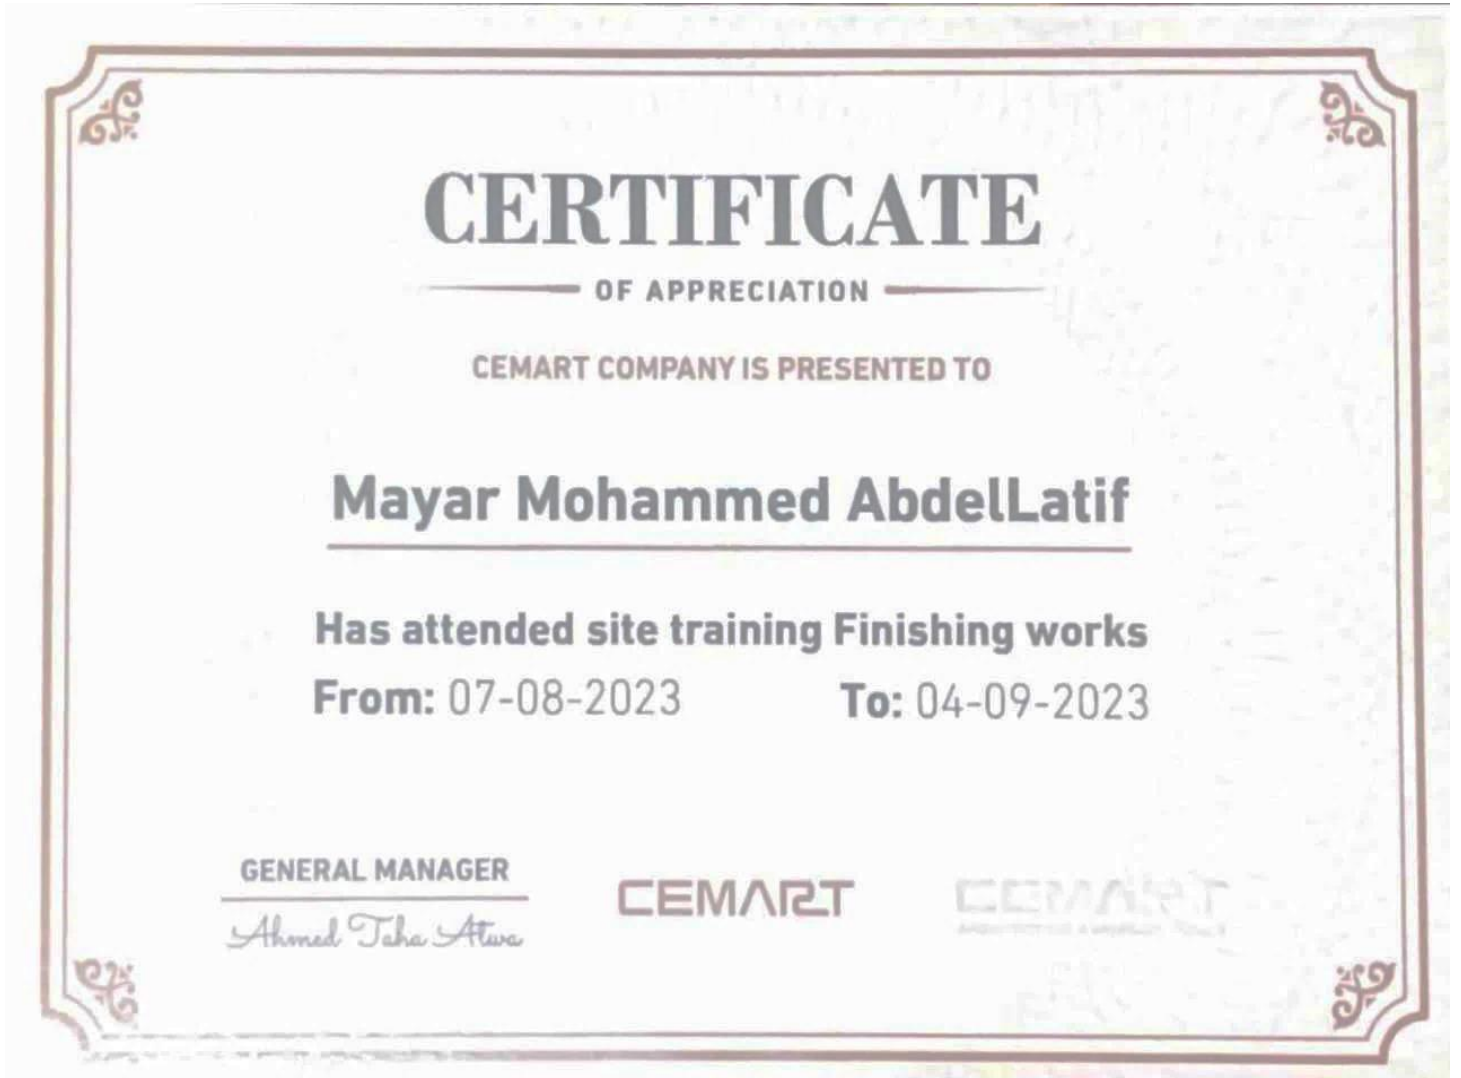 CERTIFICATE
OF APPRECIATION
CEMART COMPANY IS PRESENTED TO
Mayar Mohammed AbdelLatif
Has attended site training Finishing works
From: 07-08-2023 To: 04-09-2023
GENERAL MANAGER
Ahmed Taha Atwa
CEMART
CEMART